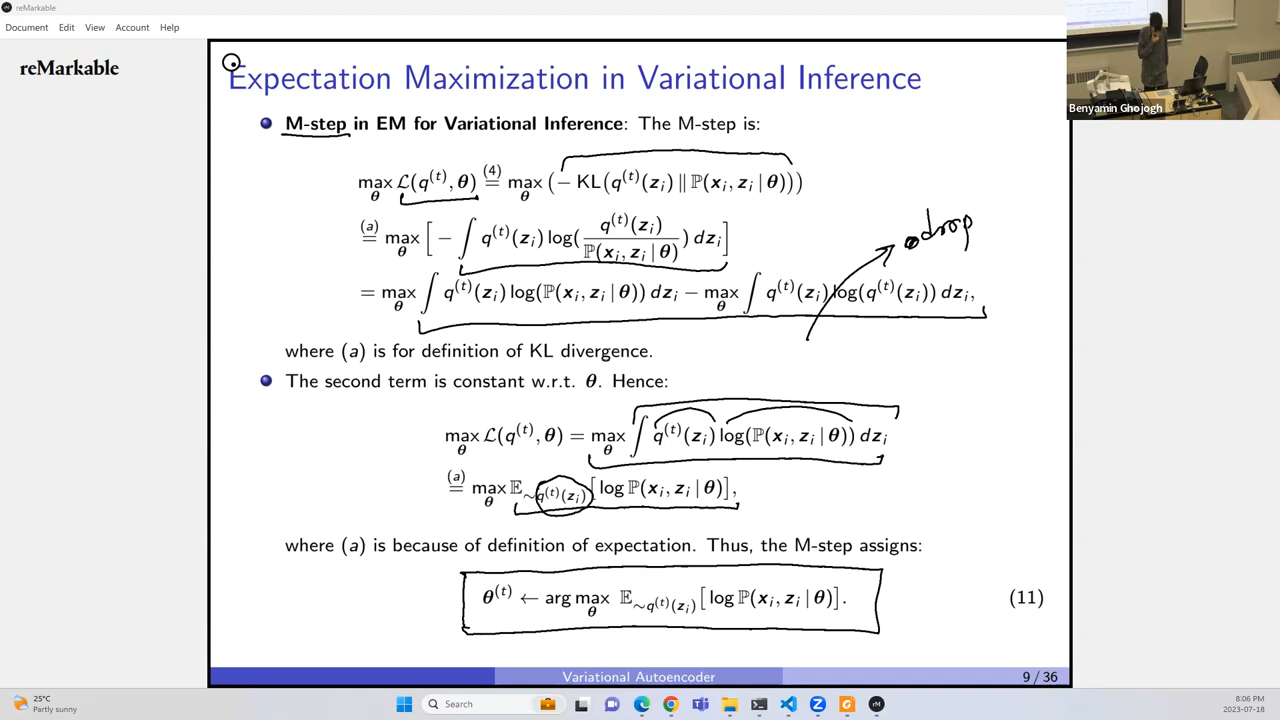 reMarkable
Document Edit View Account Help
reMarkable
Benyamin Ghojogh
Expectation Maximization in Variational Inference
M-step in EM for Variational Inference: The M-step is:
max_θ ℒ(q^(t), θ) =^(4) max_θ (− KL(q^(t)(z_i) ‖ ℙ(x_i, z_i | θ)))
=^(a) max_θ [ − ∫ q^(t)(z_i) log( q^(t)(z_i) / ℙ(x_i, z_i | θ) ) dz_i ]
drop
= max_θ ∫ q^(t)(z_i) log(ℙ(x_i, z_i | θ)) dz_i − max_θ ∫ q^(t)(z_i) log(q^(t)(z_i)) dz_i,
where (a) is for definition of KL divergence.
The second term is constant w.r.t. θ. Hence:
max_θ ℒ(q^(t), θ) = max_θ ∫ q^(t)(z_i) log(ℙ(x_i, z_i | θ)) dz_i
=^(a) max_θ 𝔼_∼q^(t)(z_i) [log ℙ(x_i, z_i | θ)],
where (a) is because of definition of expectation. Thus, the M-step assigns:
θ^(t) ← arg max_θ 𝔼_∼q^(t)(z_i) [log ℙ(x_i, z_i | θ)]. (11)
Variational Autoencoder 9 / 36
25°C
Partly sunny
Search
8:06 PM
2023-07-18